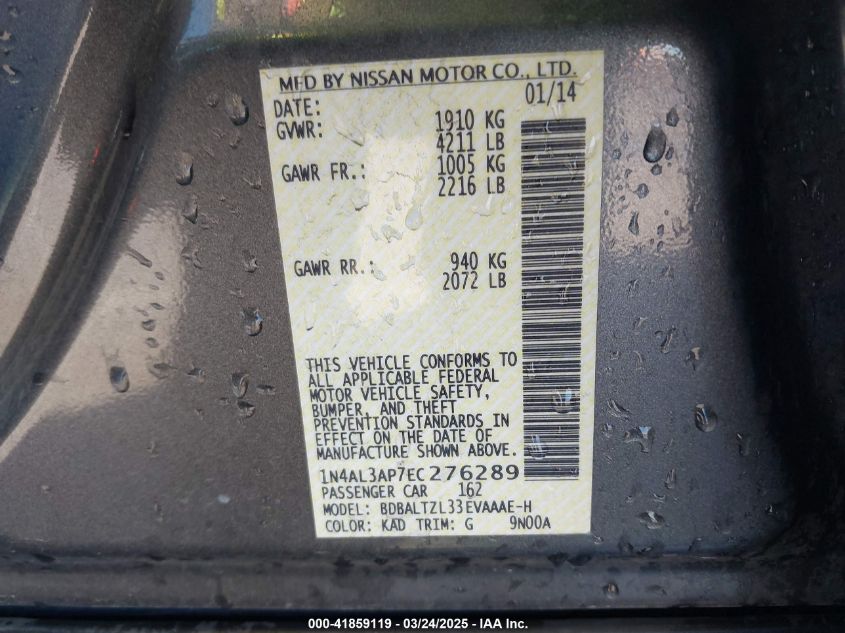 MFD BY NISSAN MOTOR CO., LTD.
DATE: 01/14
GVWR: 1910 KG
4211 LB
GAWR FR.: 1005 KG
2216 LB
GAWR RR.: 940 KG
2072 LB
THIS VEHICLE CONFORMS TO
ALL APPLICABLE FEDERAL
MOTOR VEHICLE SAFETY,
BUMPER, AND THEFT
PREVENTION STANDARDS IN
EFFECT ON THE DATE OF
MANUFACTURE SHOWN ABOVE.
1N4AL3AP7EC276289
PASSENGER CAR 162
MODEL: BDBALTZL33EVAAAE-H
COLOR: KAD TRIM: G 9N00A
000-41859119 - 03/24/2025 - IAA Inc.